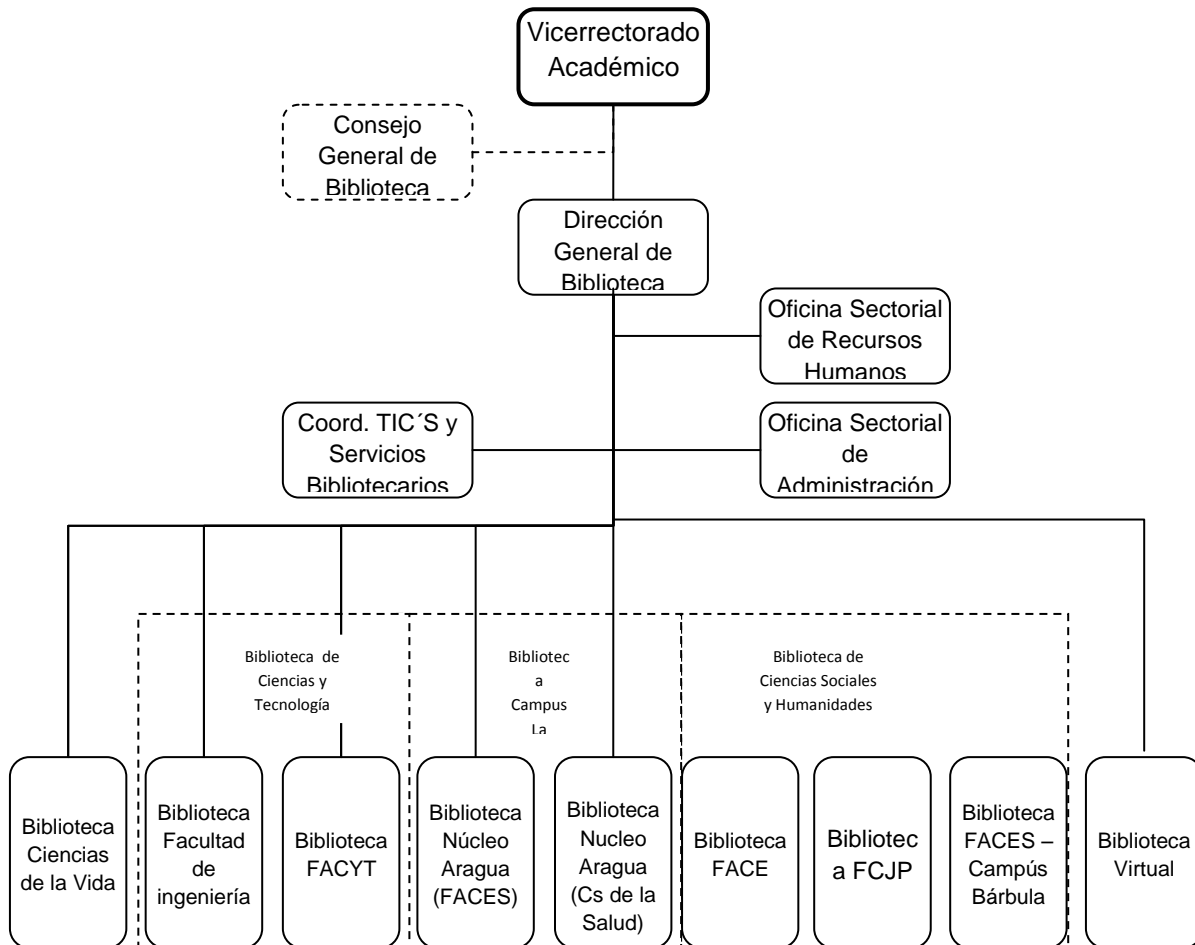 Vicerrectorado
Académico
Consejo
General de
Biblioteca
Dirección
General de
Biblioteca
Oficina Sectorial
de Recursos
Humanos
Coord. TIC´S y
Servicios
Bibliotecarios
Oficina Sectorial
de
Administración
Biblioteca de
Ciencias y
Tecnología
Bibliotec
a
Campus
La
Biblioteca de
Ciencias Sociales
y Humanidades
Biblioteca
Ciencias
de la Vida
Biblioteca
Facultad
de
ingeniería
Biblioteca
FACYT
Biblioteca
Núcleo
Aragua
(FACES)
Biblioteca
Nucleo
Aragua
(Cs de la
Salud)
Biblioteca
FACE
Bibliotec
a FCJP
Biblioteca
FACES –
Campús
Bárbula
Biblioteca
Virtual